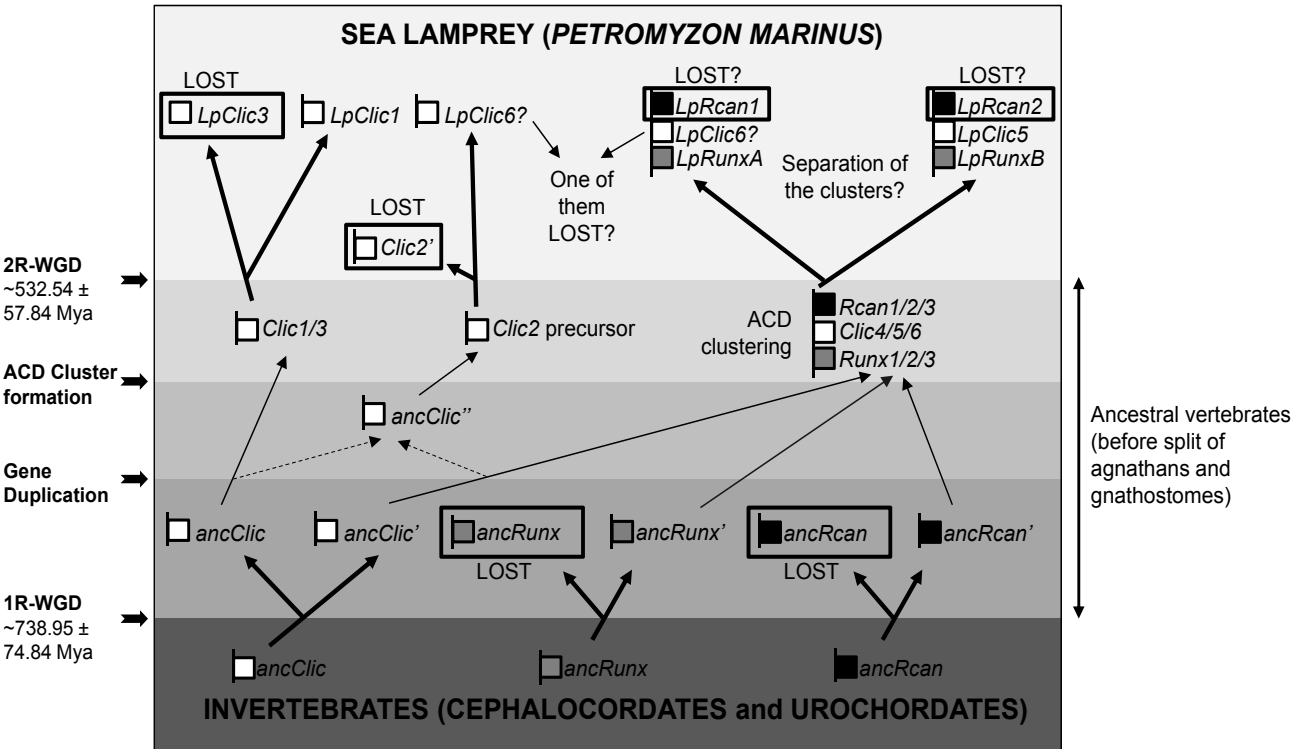 SEA LAMPREY (PETROMYZON MARINUS)
LOST
LpClic3
LpClic1
LpClic6?
LOST?
LpRcan1
LpClic6?
LpRunxA
LOST?
LpRcan2
LpClic5
LpRunxB
One of
them
LOST?
Separation of
the clusters?
LOST
Clic2’
2R-WGD
~532.54 ±
57.84 Mya
Clic1/3
Clic2 precursor
ACD
clustering
Rcan1/2/3
Clic4/5/6
Runx1/2/3
ACD Cluster
formation
ancClic’’
Ancestral vertebrates
(before split of
agnathans and
gnathostomes)
Gene
Duplication
ancClic
ancClic’
ancRunx
LOST
ancRunx’
ancRcan
LOST
ancRcan’
1R-WGD
~738.95 ±
74.84 Mya
ancClic
ancRunx
ancRcan
INVERTEBRATES (CEPHALOCORDATES and UROCHORDATES)